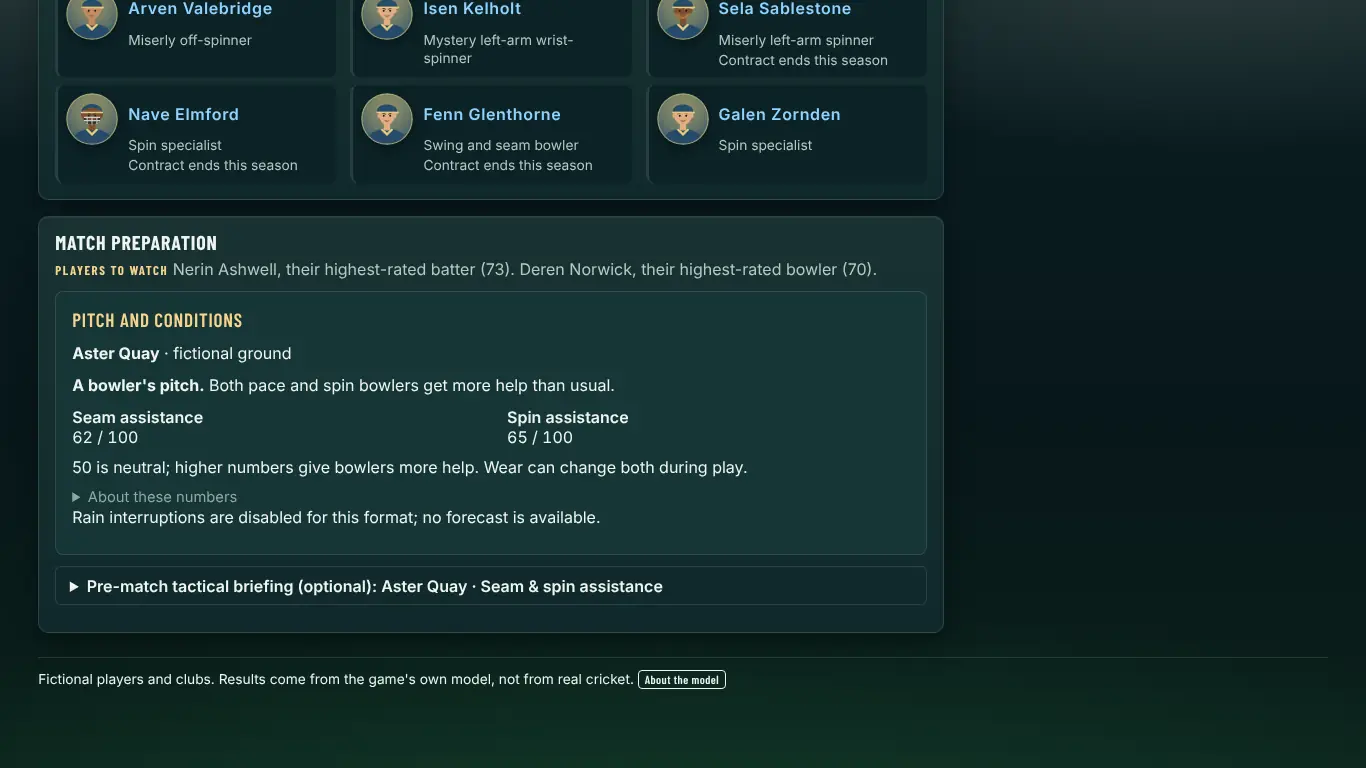 Arven Valebridge
Miserly off-spinner
Isen Kelholt
Mystery left-arm wrist-
spinner
Sela Sablestone
Miserly left-arm spinner
Contract ends this season
Nave Elmford
Spin specialist
Contract ends this season
Fenn Glenthorne
Swing and seam bowler
Contract ends this season
Galen Zornden
Spin specialist
MATCH PREPARATION
PLAYERS TO WATCH Nerin Ashwell, their highest-rated batter (73). Deren Norwick, their highest-rated bowler (70).
PITCH AND CONDITIONS
Aster Quay · fictional ground
A bowler's pitch. Both pace and spin bowlers get more help than usual.
Seam assistance
62 / 100
Spin assistance
65 / 100
50 is neutral; higher numbers give bowlers more help. Wear can change both during play.
About these numbers
Rain interruptions are disabled for this format; no forecast is available.
Pre-match tactical briefing (optional): Aster Quay · Seam & spin assistance
Fictional players and clubs. Results come from the game's own model, not from real cricket. About the model